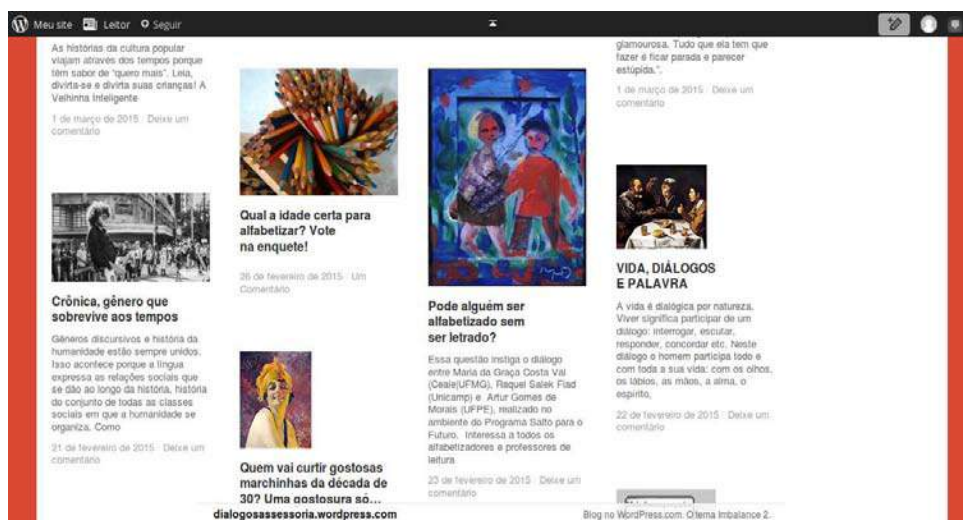 Meu site Leitor Seguir
As histórias da cultura popular
viajam através dos tempos porque
têm sabor de "quero mais". Leia,
divirta-se e divirta suas crianças! A
Velhinha Inteligente
1 de março de 2015 Deixe um
comentário
Crônica, gênero que
sobrevive aos tempos
Gêneros discursivos e história da
humanidade estão sempre unidos.
Isso acontece porque a língua
expressa as relações sociais que
se dão ao longo da história, história
do conjunto de todas as classes
sociais em que a humanidade se
organiza. Como
21 de fevereiro de 2015 Deixe um
comentário
Qual a idade certa para
alfabetizar? Vote
na enquete!
26 de fevereiro de 2015 Um
Comentário
Quem vai curtir gostosas
marchinhas da década de
30? Uma gostosura só…
Pode alguém ser
alfabetizado sem
ser letrado?
Essa questão instiga o diálogo
entre Maria da Graça Costa Val
(Ceale|UFMG), Raquel Salek Fiad
(Unicamp) e Artur Gomes de
Morais (UFPE), realizado no
ambiente do Programa Salto para o
Futuro. Interessa a todos os
alfabetizadores e professores de
leitura
23 de fevereiro de 2015 Deixe um
comentário
glamourosa. Tudo que ela tem que
fazer é ficar parada e parecer
estúpida.".
1 de março de 2015 Deixe um
comentário
VIDA, DIÁLOGOS
E PALAVRA
A vida é dialógica por natureza.
Viver significa participar de um
diálogo: interrogar, escutar,
responder, concordar etc. Neste
diálogo o homem participa todo e
com toda a sua vida: com os olhos,
os lábios, as mãos, a alma, o
espírito,
22 de fevereiro de 2015 Deixe um
comentário
dialogosassessoria.wordpress.com
Blog no WordPress.com. O tema Imbalance 2.